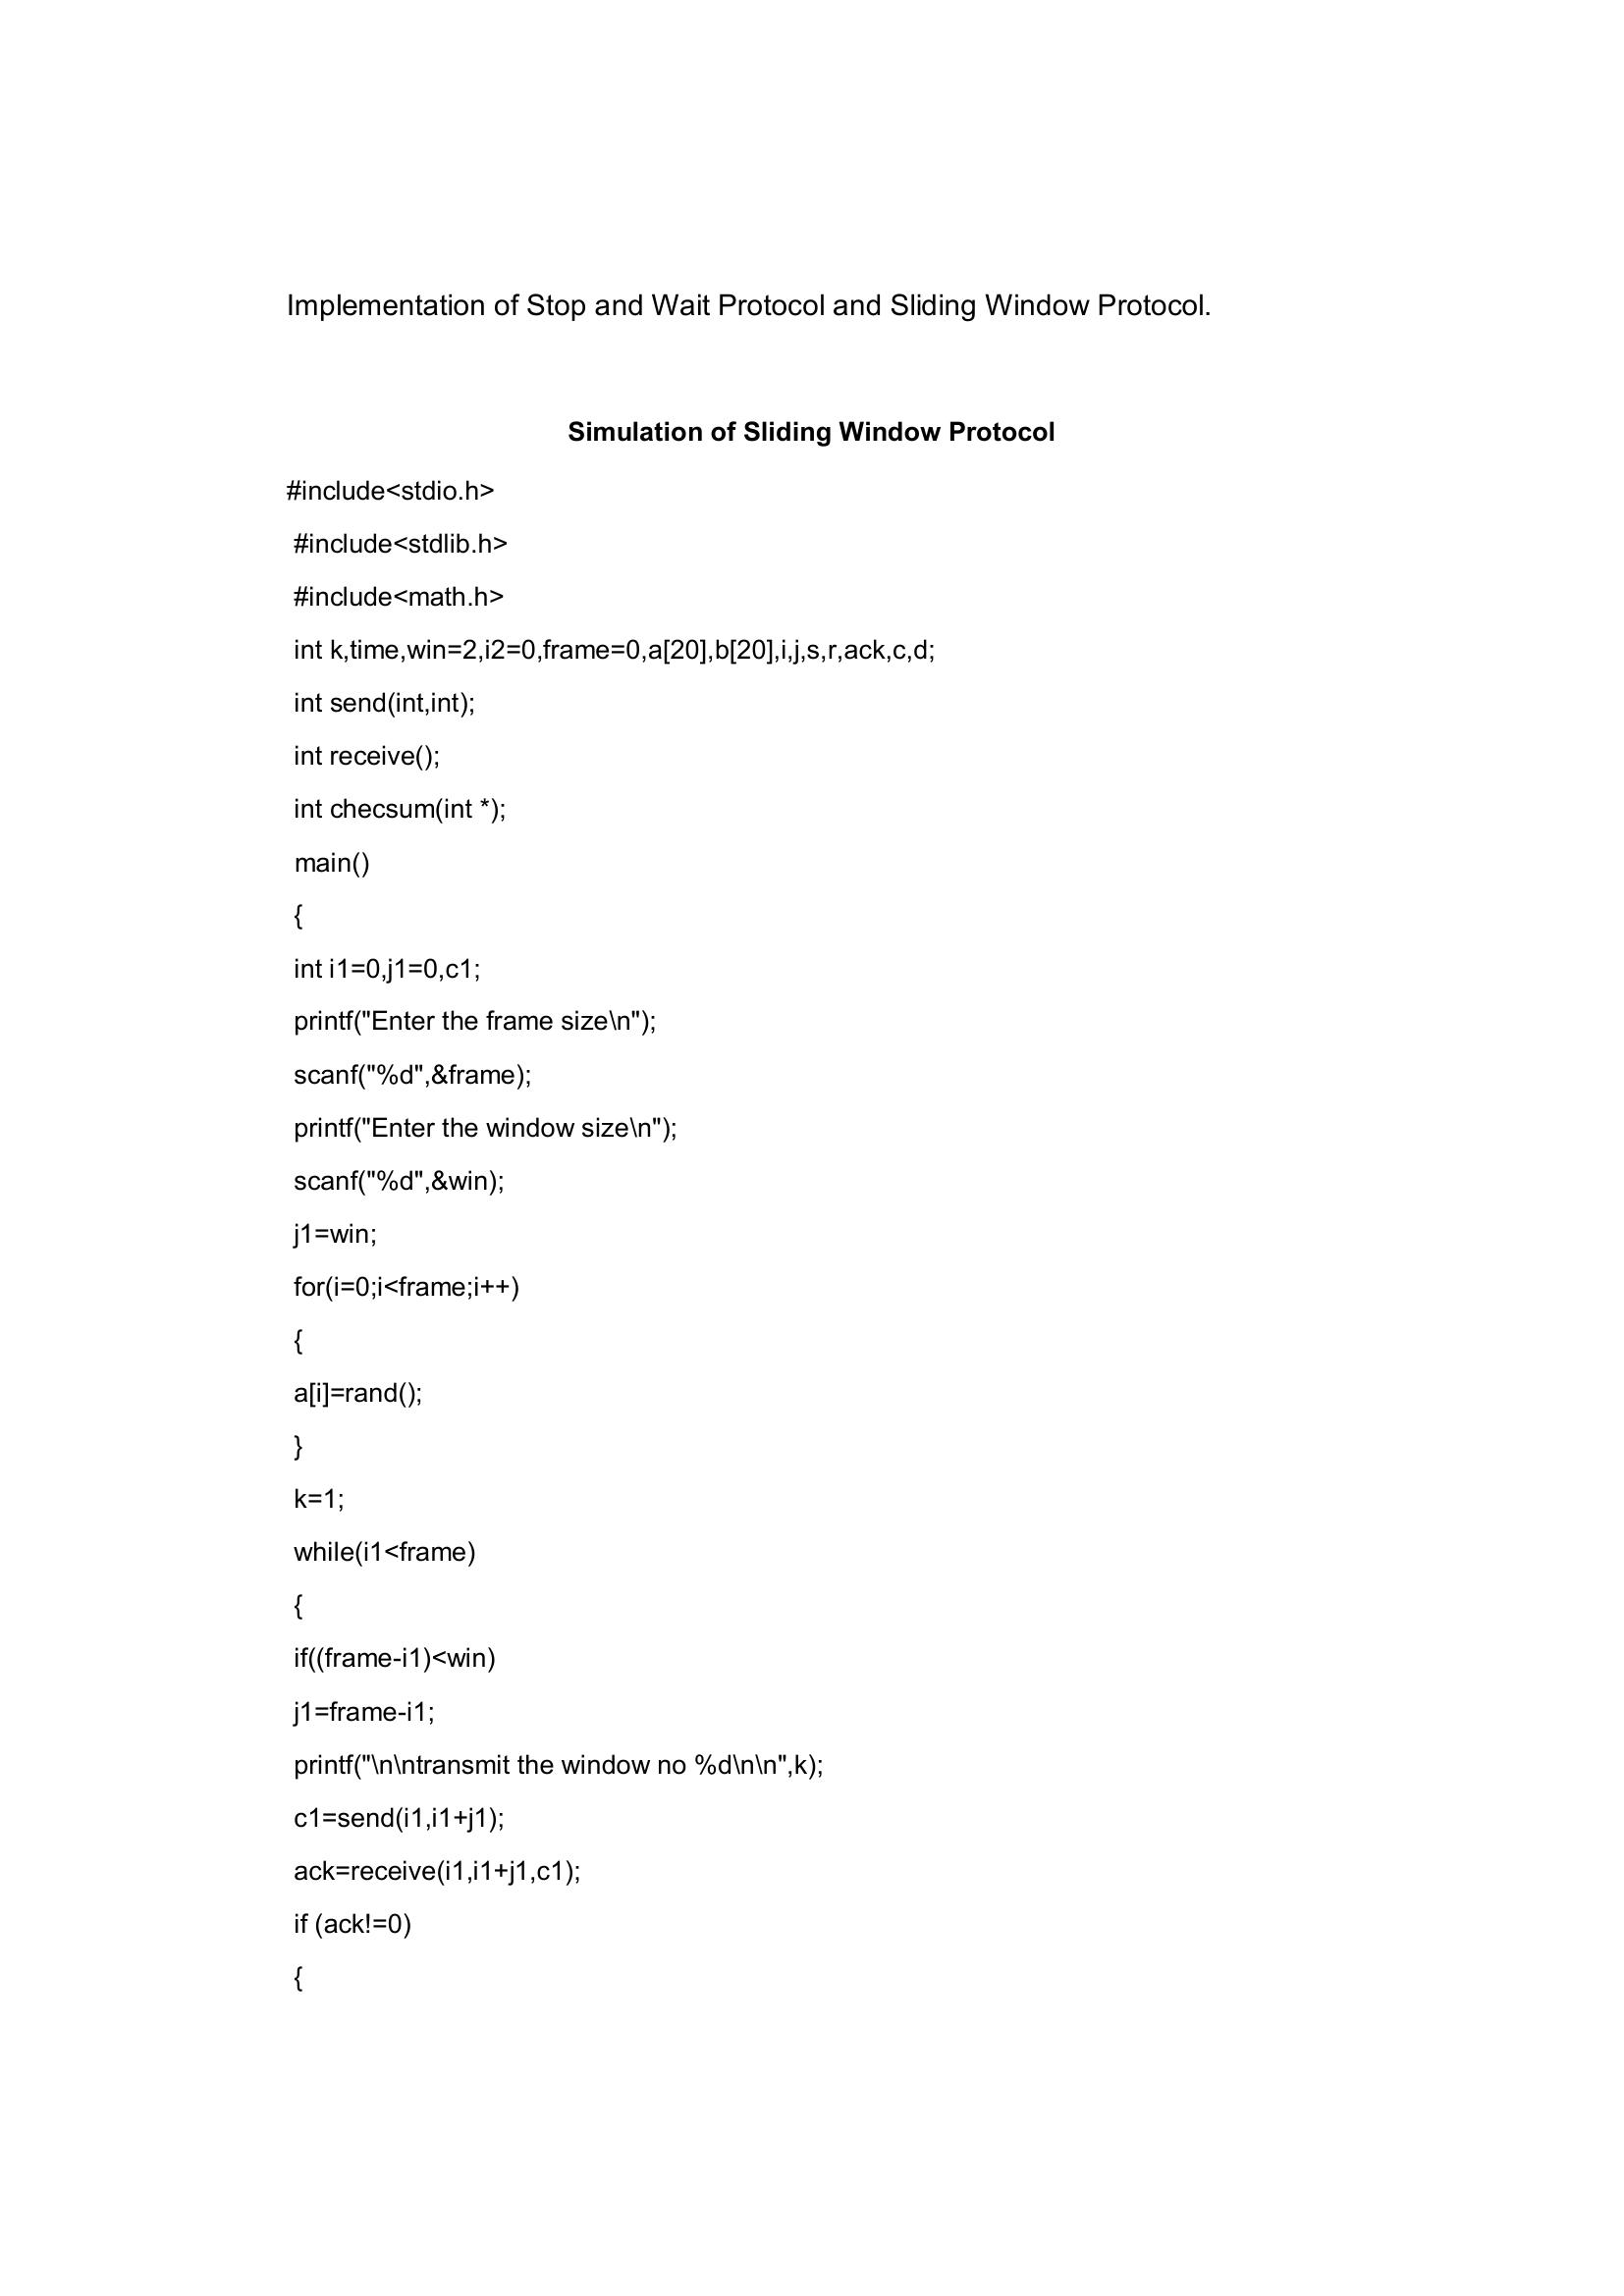 Implementation of Stop and Wait Protocol and Sliding Window Protocol.
Simulation of Sliding Window Protocol
#include<stdio.h>
#include<stdlib.h>
#include<math.h>
int k,time,win=2,i2=0,frame=0,a[20],b[20],i,j,s,r,ack,c,d;
int send(int,int);
int receive();
int checsum(int *);
main()
{
int i1=0,j1=0,c1;
printf("Enter the frame size\n");
scanf("%d",&frame);
printf("Enter the window size\n");
scanf("%d",&win);
j1=win;
for(i=0;i<frame;i++)
{
a[i]=rand();
}
k=1;
while(i1<frame)
{
if((frame-i1)<win)
j1=frame-i1;
printf("\n\ntransmit the window no %d\n\n",k);
c1=send(i1,i1+j1);
ack=receive(i1,i1+j1,c1);
if (ack!=0)
{